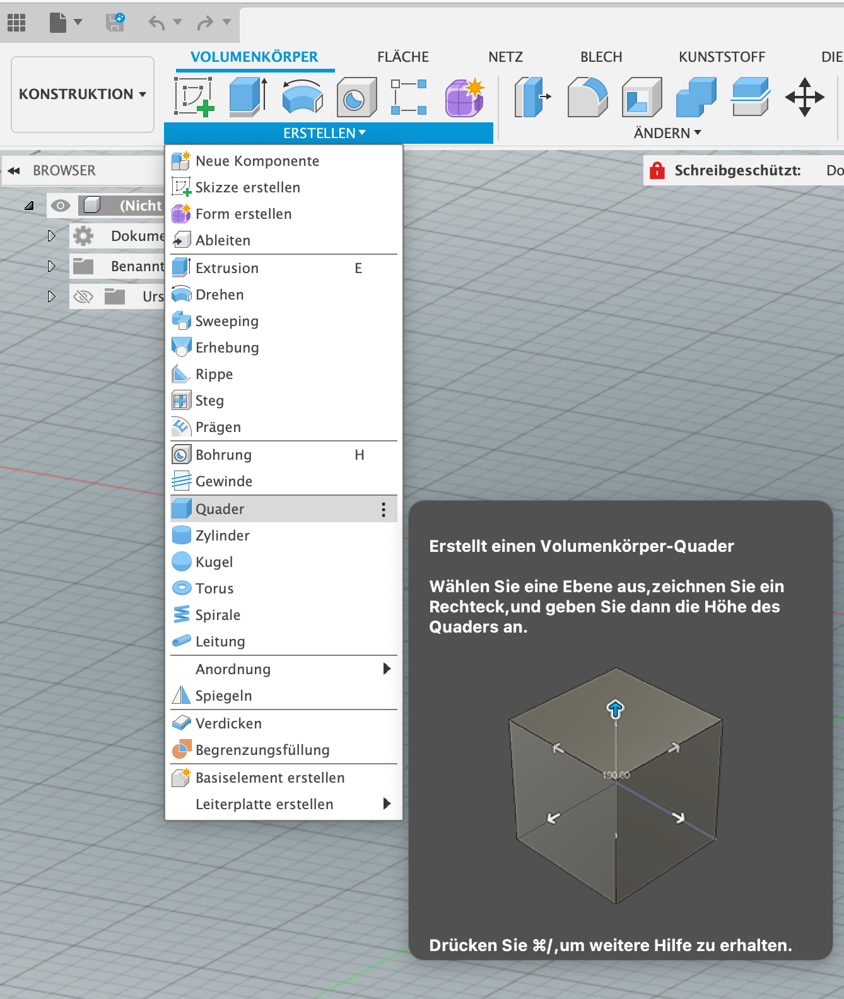 VOLUMENKÖRPER FLÄCHE NETZ BLECH KUNSTSTOFF DIE
KONSTRUKTION
ERSTELLEN ÄNDERN
BROWSER
Schreibgeschützt: Do
(Nicht
Dokume
Benannt
Urs
Neue Komponente
Skizze erstellen
Form erstellen
Ableiten
Extrusion E
Drehen
Sweeping
Erhebung
Rippe
Steg
Prägen
Bohrung H
Gewinde
Quader
Zylinder
Kugel
Torus
Spirale
Leitung
Anordnung
Spiegeln
Verdicken
Begrenzungsfüllung
Basiselement erstellen
Leiterplatte erstellen
Erstellt einen Volumenkörper-Quader
Wählen Sie eine Ebene aus,zeichnen Sie ein
Rechteck,und geben Sie dann die Höhe des
Quaders an.
100.00
Drücken Sie ⌘/,um weitere Hilfe zu erhalten.